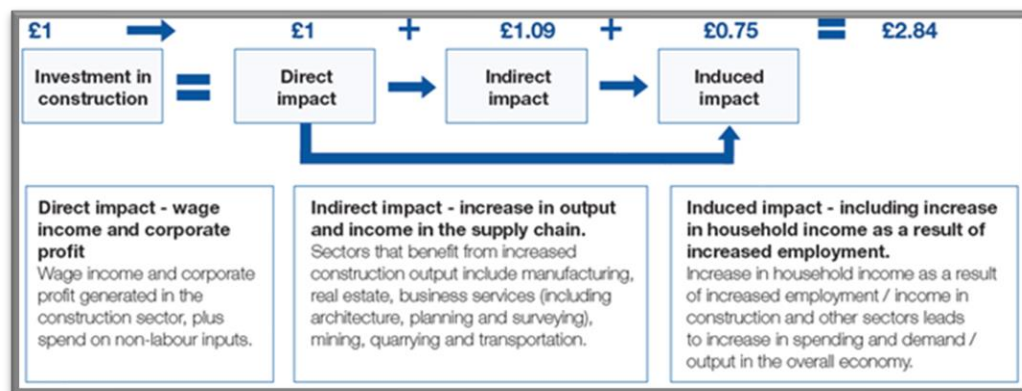 £1 £1 + £1.09 + £0.75 = £2.84
Investment in
construction
=
Direct
impact
Indirect
impact
Induced
impact
Direct impact - wage
income and corporate
profit
Wage income and corporate
profit generated in the
construction sector, plus
spend on non-labour inputs.
Indirect impact - increase in output
and income in the supply chain.
Sectors that benefit from increased
construction output include manufacturing,
real estate, business services (including
architecture, planning and surveying),
mining, quarrying and transportation.
Induced impact - including increase
in household income as a result of
increased employment.
Increase in household income as a result
of increased employment / income in
construction and other sectors leads
to increase in spending and demand /
output in the overall economy.